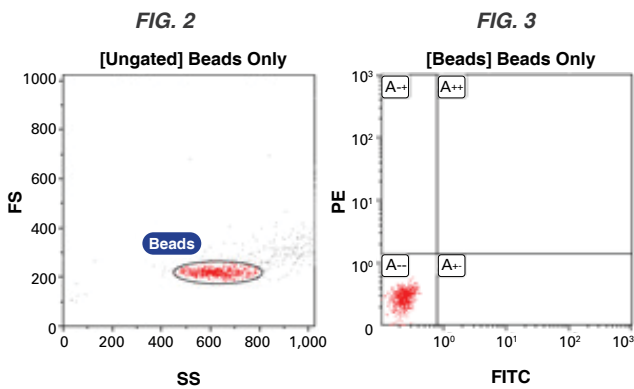 FIG. 2
[Ungated] Beads Only
1000
800
600
400
200
0
FS
Beads
0 200 400 600 800 1,000
SS
FIG. 3
[Beads] Beads Only
10³
10²
10¹
10⁰
0
PE
A-+ A++
A-- A+-
10⁰ 10¹ 10² 10³
FITC